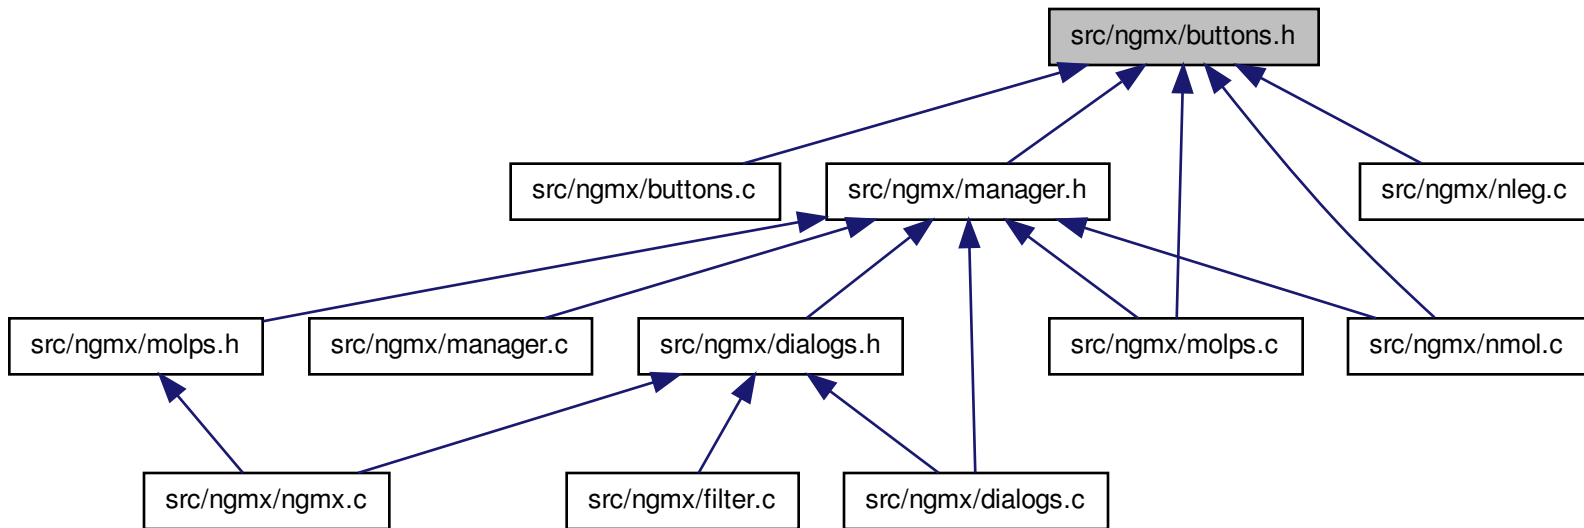 src/ngmx/buttons.h
src/ngmx/buttons.c
src/ngmx/manager.h
src/ngmx/nleg.c
src/ngmx/molps.h
src/ngmx/manager.c
src/ngmx/dialogs.h
src/ngmx/molps.c
src/ngmx/nmol.c
src/ngmx/ngmx.c
src/ngmx/filter.c
src/ngmx/dialogs.c